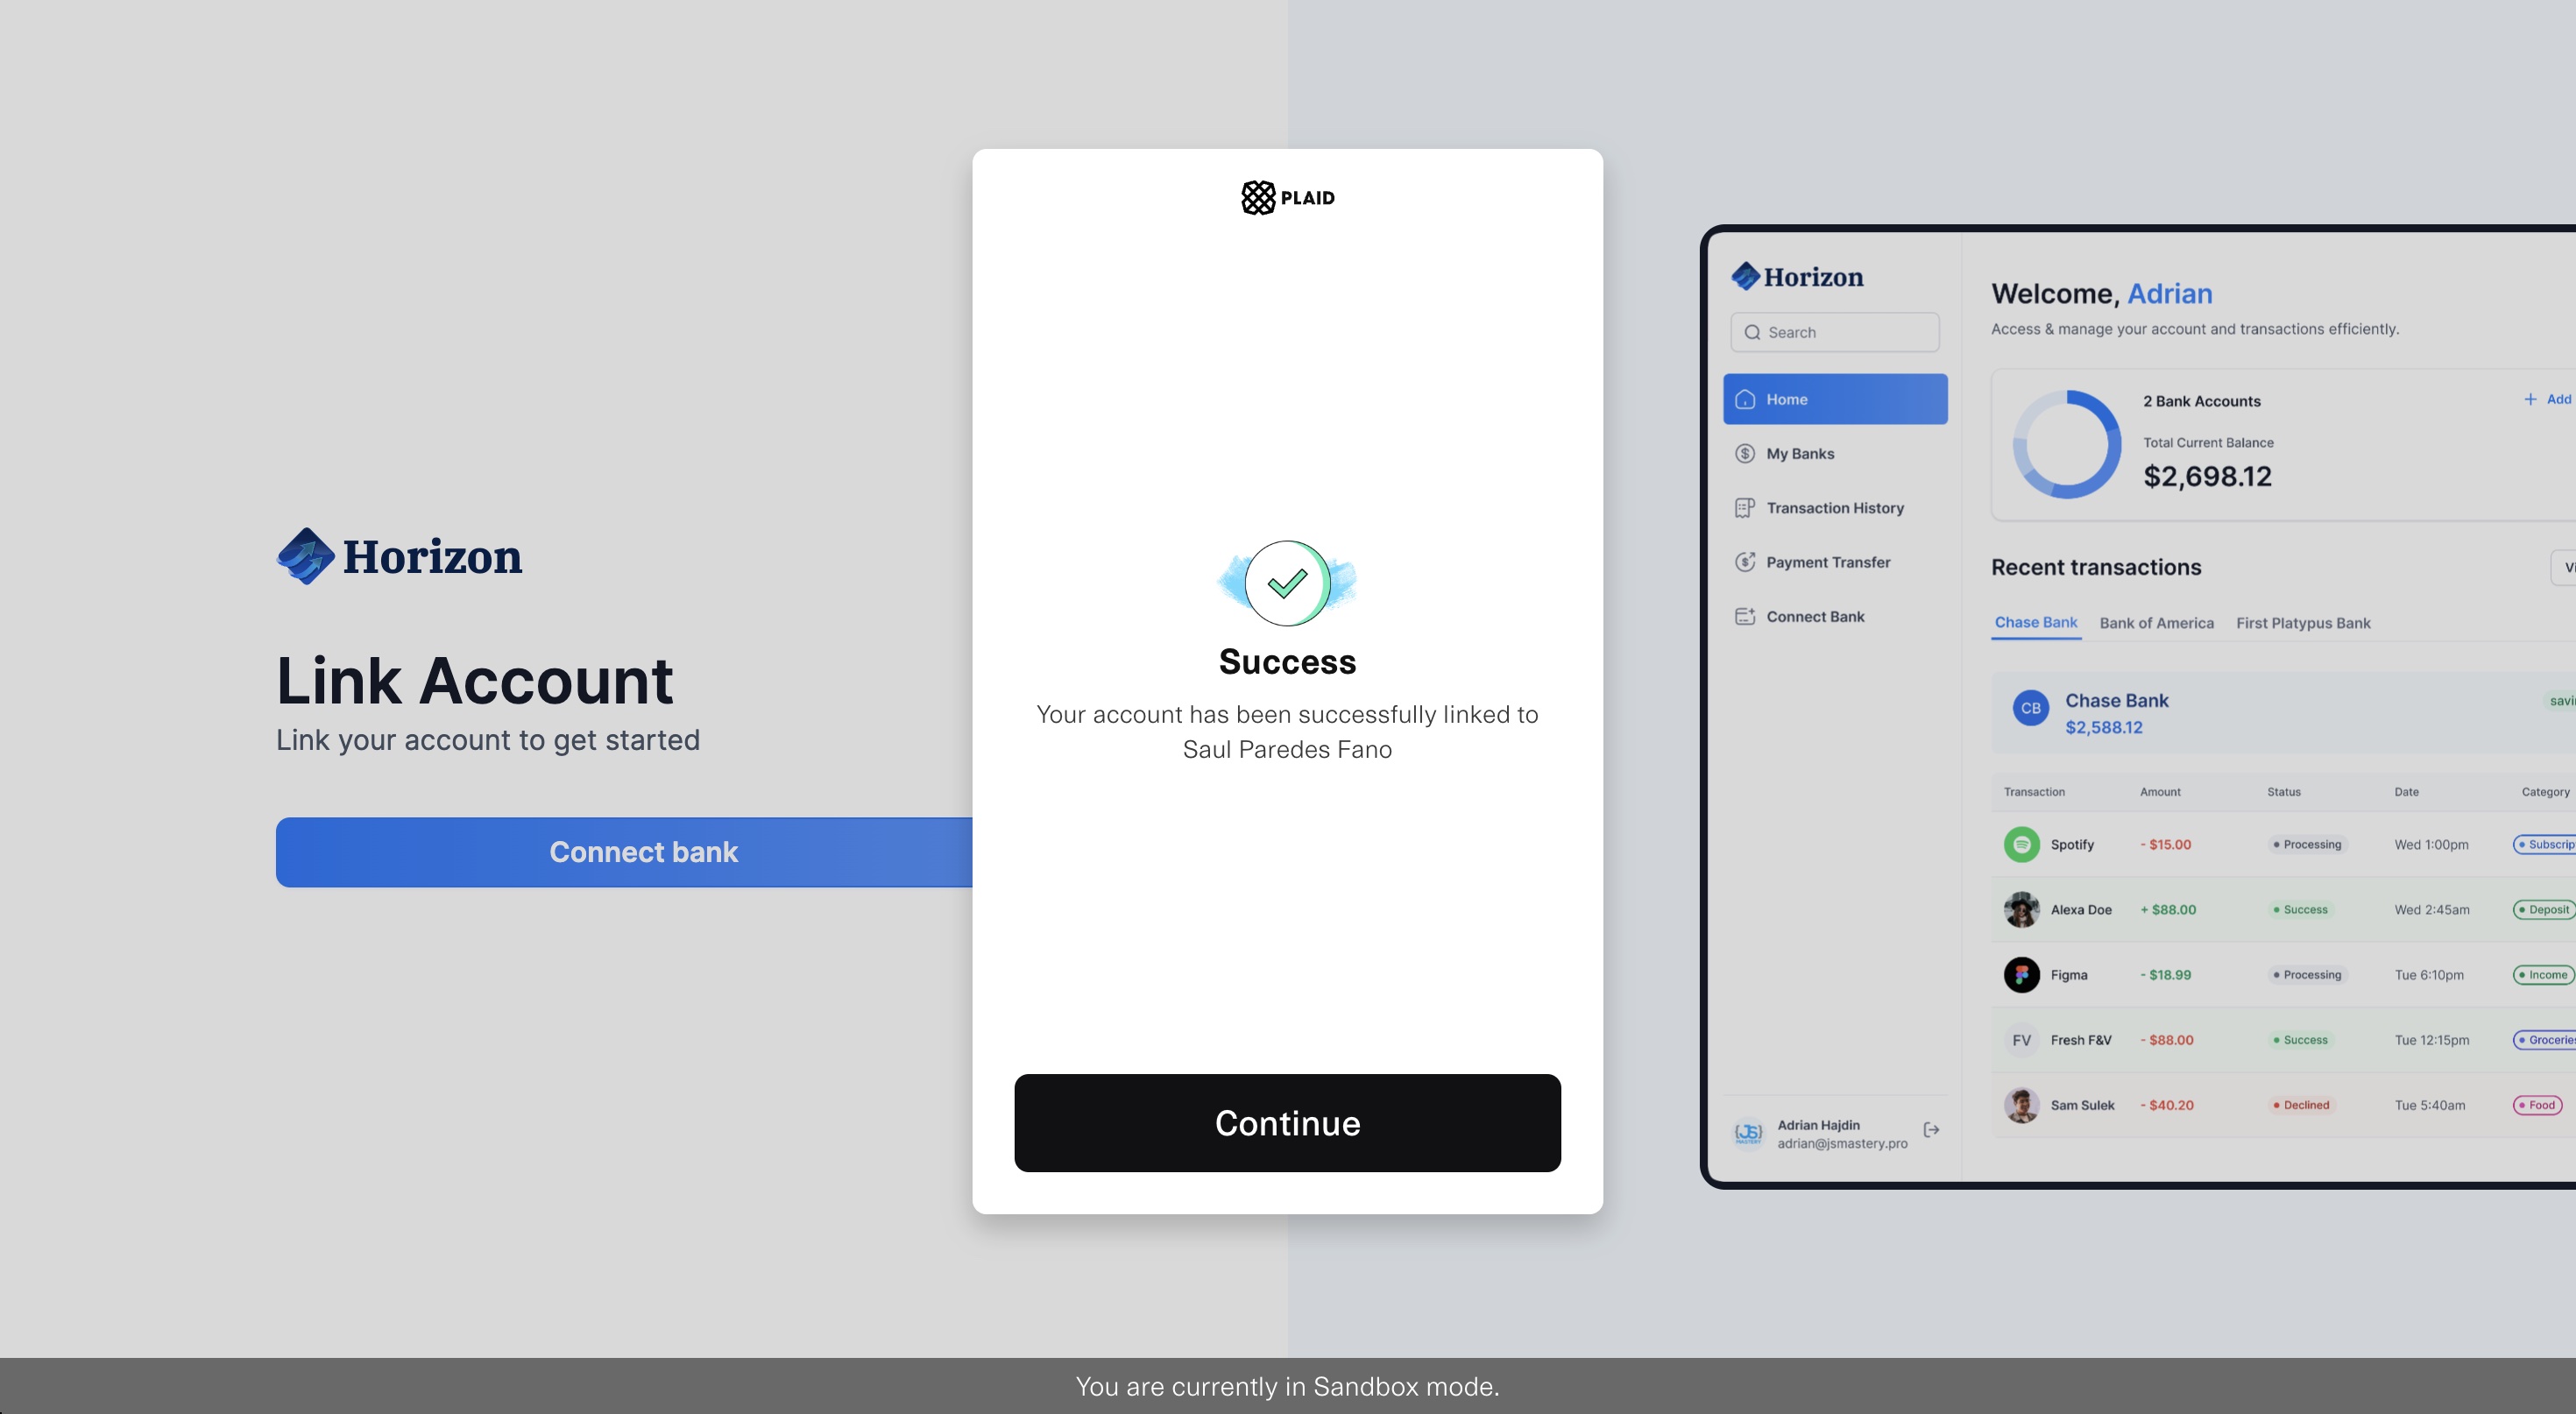 Horizon
Link Account
Link your account to get started
Connect bank
PLAID
Success
Your account has been successfully linked to
Saul Paredes Fano
Continue
Horizon
Search
Home
My Banks
Transaction History
Payment Transfer
Connect Bank
Adrian Hajdin
adrian@jsmastery.pro
Welcome, Adrian
Access & manage your account and transactions efficiently.
2 Bank Accounts
+ Add
Total Current Balance
$2,698.12
Recent transactions
Chase Bank Bank of America First Platypus Bank
CB
Chase Bank
$2,588.12
Transaction Amount Status Date Category
Spotify - $15.00 Processing Wed 1:00pm
Alexa Doe + $88.00 Success Wed 2:45am Deposit
Figma - $18.99 Processing Tue 6:10pm Income
FV Fresh F&V - $88.00 Success Tue 12:15pm Groceries
Sam Sulek - $40.20 Declined Tue 5:40am Food
You are currently in Sandbox mode.